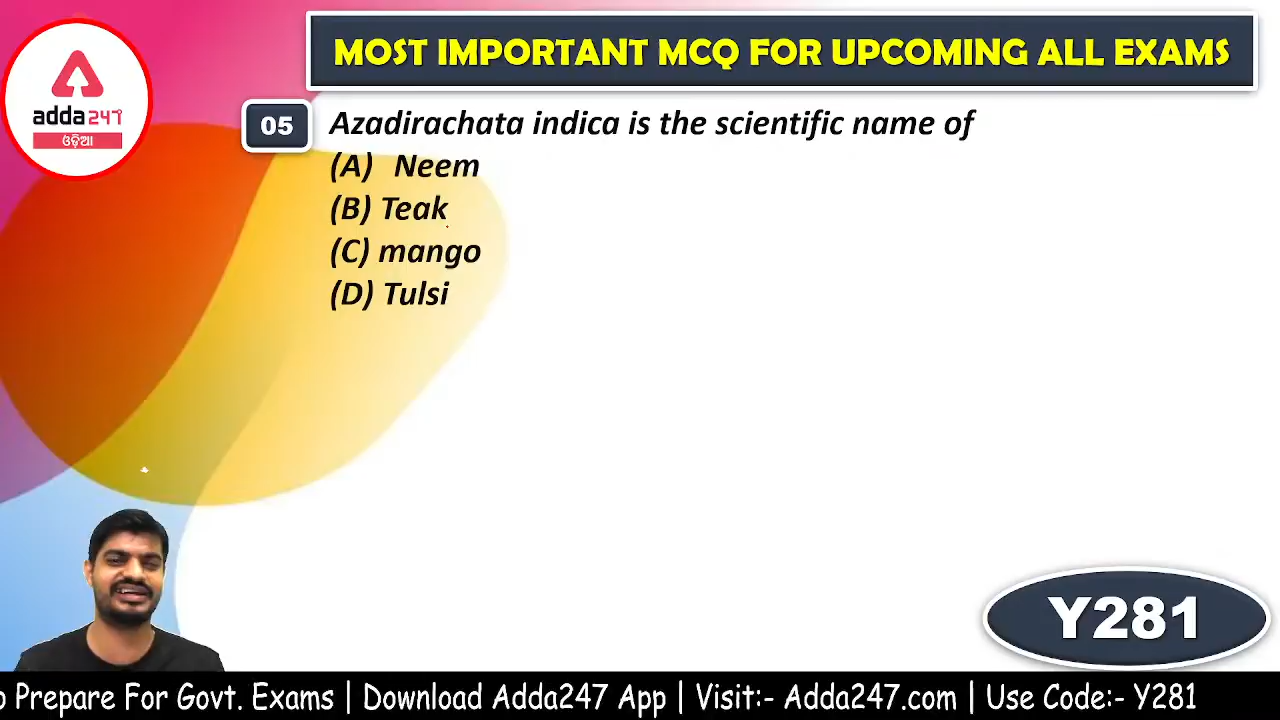 MOST IMPORTANT MCQ FOR UPCOMING ALL EXAMS
adda247
ଓଡ଼ିଆ
05
Azadirachata indica is the scientific name of
(A) Neem
(B) Teak
(C) mango
(D) Tulsi
Y281
Prepare For Govt. Exams | Download Adda247 App | Visit:- Adda247.com | Use Code:- Y281